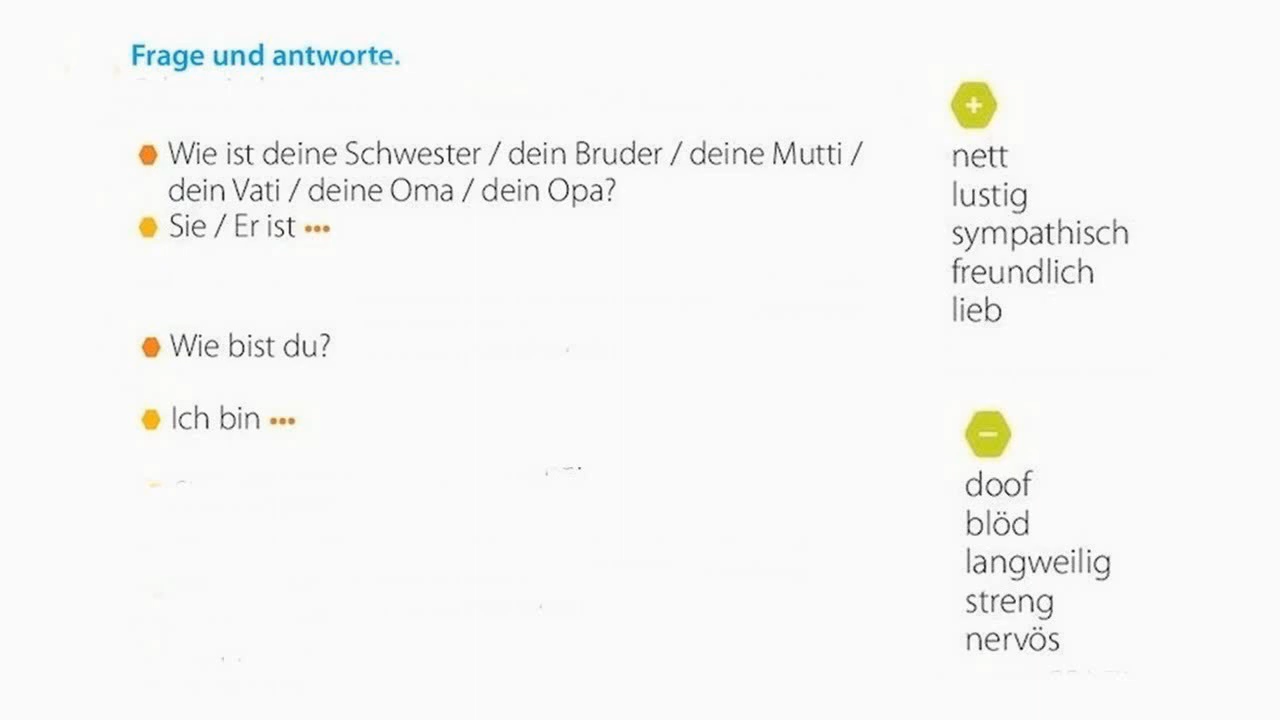 Frage und antworte.
Wie ist deine Schwester / dein Bruder / deine Mutti /
dein Vati / deine Oma / dein Opa?
Sie / Er ist •••
Wie bist du?
Ich bin •••
+
nett
lustig
sympathisch
freundlich
lieb
−
doof
blöd
langweilig
streng
nervös